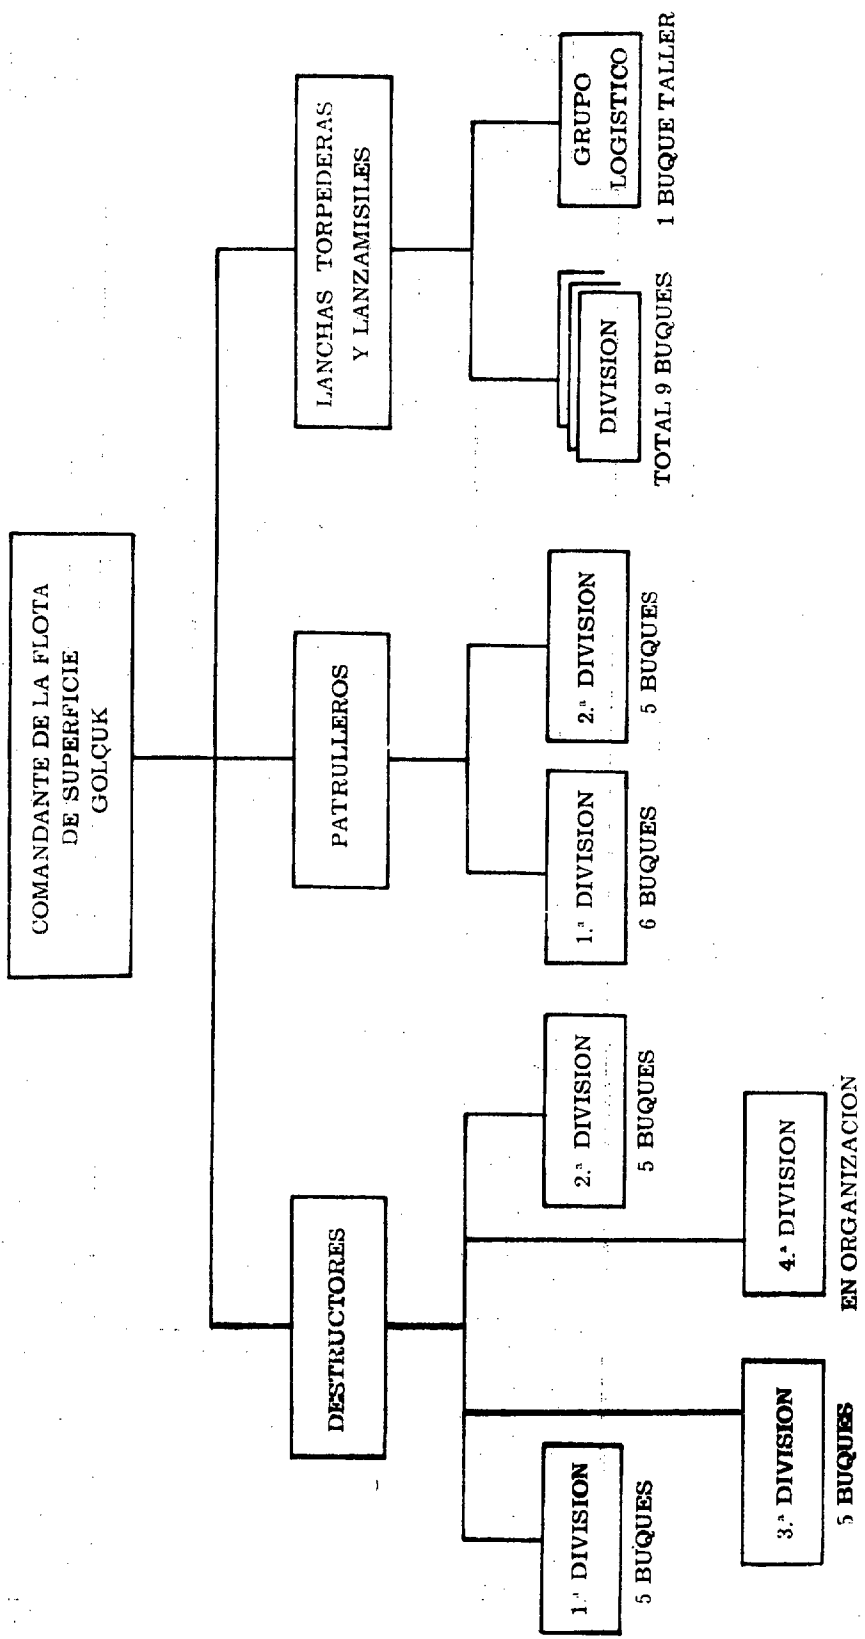 COMANDANTE DE LA FLOTA
DE SUPERFICIE
GOLÇUK
DESTRUCTORES
PATRULLEROS
LANCHAS TORPEDERAS
Y LANZAMISILES
1.ª DIVISION
5 BUQUES
2.ª DIVISION
5 BUQUES
3.ª DIVISION
5 BUQUES
4.ª DIVISION
EN ORGANIZACION
1.ª DIVISION
6 BUQUES
2.ª DIVISION
5 BUQUES
DIVISION
TOTAL 9 BUQUES
GRUPO
LOGISTICO
1 BUQUE TALLER